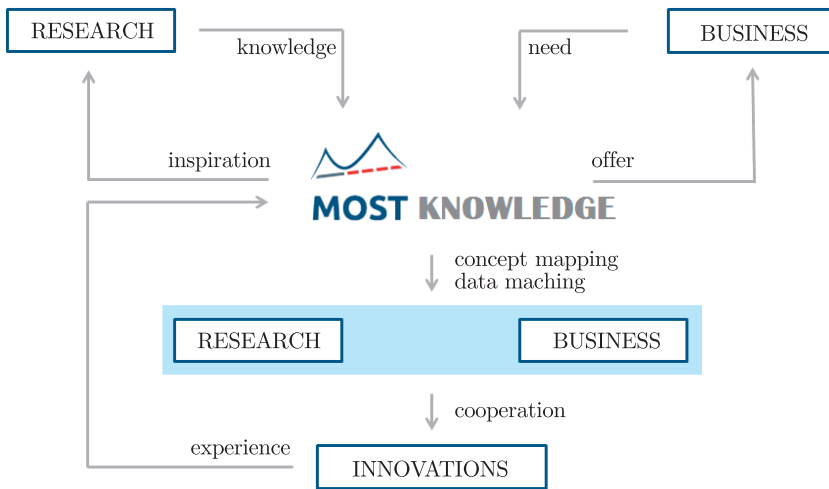 RESEARCH
knowledge
need
BUSINESS
inspiration
offer
MOST KNOWLEDGE
concept mapping
data maching
RESEARCH
BUSINESS
cooperation
experience
INNOVATIONS